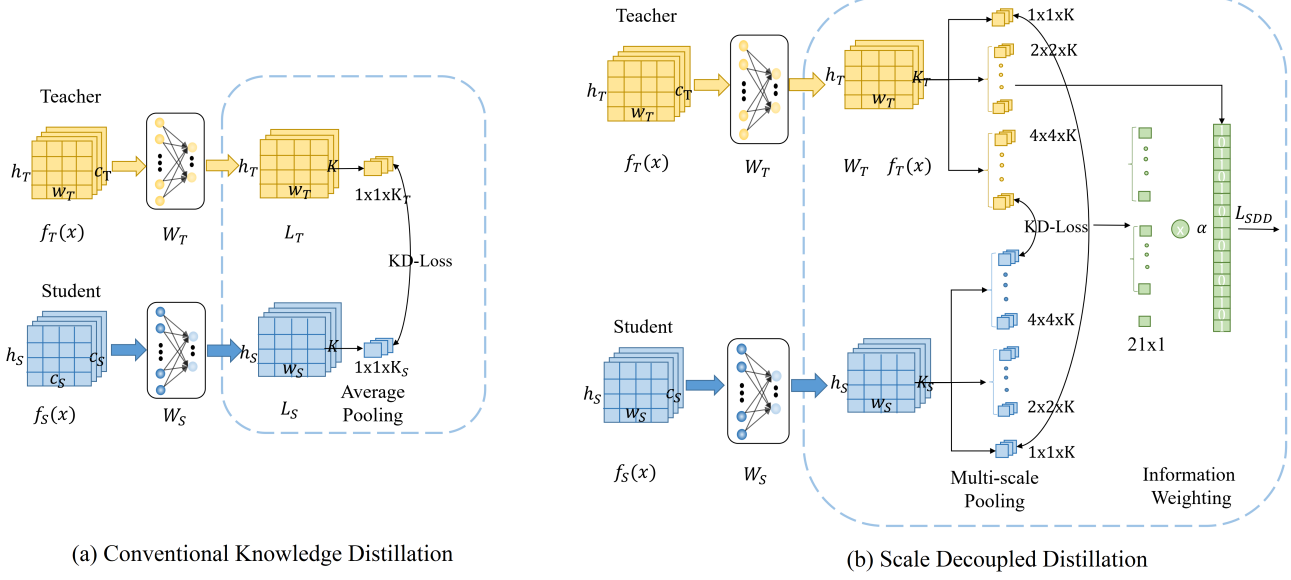 Teacher
h_T
w_T
c_T
f_T(x)
W_T
h_T
w_T
K
L_T
1x1xK_T
KD-Loss
Student
h_S
c_S
c_S
f_S(x)
W_S
h_S
w_S
K
L_S
1x1xK_S
Average
Pooling
(a) Conventional Knowledge Distillation
Teacher
h_T
w_T
c_T
f_T(x)
W_T
h_T
w_T
K_T
W_T f_T(x)
1x1xK
2x2xK
4x4xK
KD-Loss
4x4xK
2x2xK
1x1xK
Student
h_S
w_S
c_S
f_S(x)
W_S
h_S
w_S
K_S
Multi-scale
Pooling
21x1
x
α
L_SDD
Information
Weighting
(b) Scale Decoupled Distillation